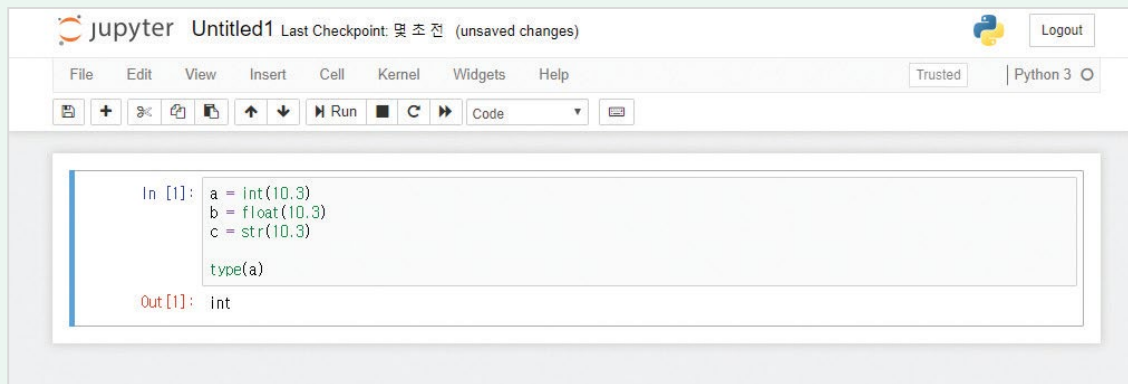 jupyter Untitled1 Last Checkpoint: 몇 초 전 (unsaved changes) Logout
File Edit View Insert Cell Kernel Widgets Help Trusted Python 3
Run Code
In [1]: a = int(10.3)
b = float(10.3)
c = str(10.3)
type(a)
Out[1]: int